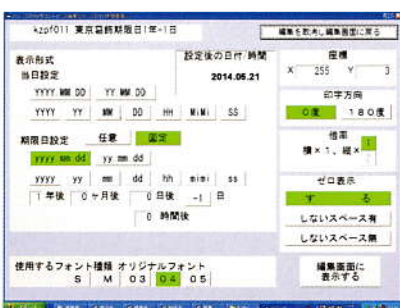 kzpf011 東京葛飾期限日1年-1日
編集を取消し編集画面に戻る
表示形式
設定後の日付/時間
2014.05.21
座標
X 255 Y 3
当日設定
YYYY MM DD YY MM DD
YYYY YY MM DD HH MiMi SS
印字方向
0度 180度
期限日設定 任意 固定
yyyy mm dd yy mm dd
yyyy yy mm dd hh mimi ss
1 年後 0 ヶ月後 0 日後 -1 日
0 時間後
倍率
横×1、縦× 1
ゼロ表示
する
しないスペース有
しないスペース無
使用するフォント種類 オリジナルフォント
S M 03 04 05
編集画面に
表示する